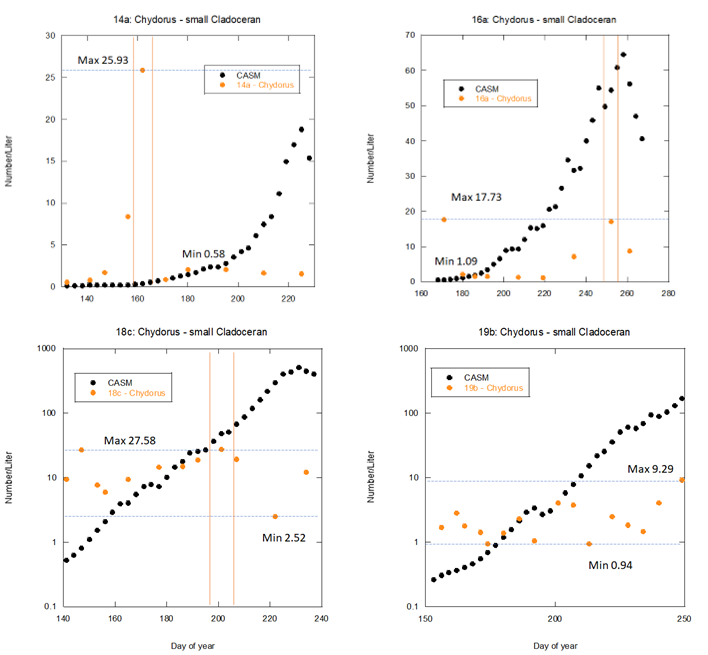 14a: Chydorus - small Cladoceran
30
25
20
15
10
5
0
140
160
180
200
220
Number/Liter
Max 25.93
Min 0.58
CASM
14a - Chydorus
16a: Chydorus - small Cladoceran
70
60
50
40
30
20
10
0
160
180
200
220
240
260
280
Number/Liter
CASM
16a - Chydorus
Max 17.73
Min 1.09
18c: Chydorus - small Cladoceran
1000
100
10
1
0.1
140
160
180
200
220
240
Number/Liter
Day of year
CASM
18c - Chydorus
Max 27.58
Min 2.52
19b: Chydorus - small Cladoceran
1000
100
10
1
0.1
150
200
250
Number/Liter
Day of year
CASM
19b - Chydorus
Max 9.29
Min 0.94